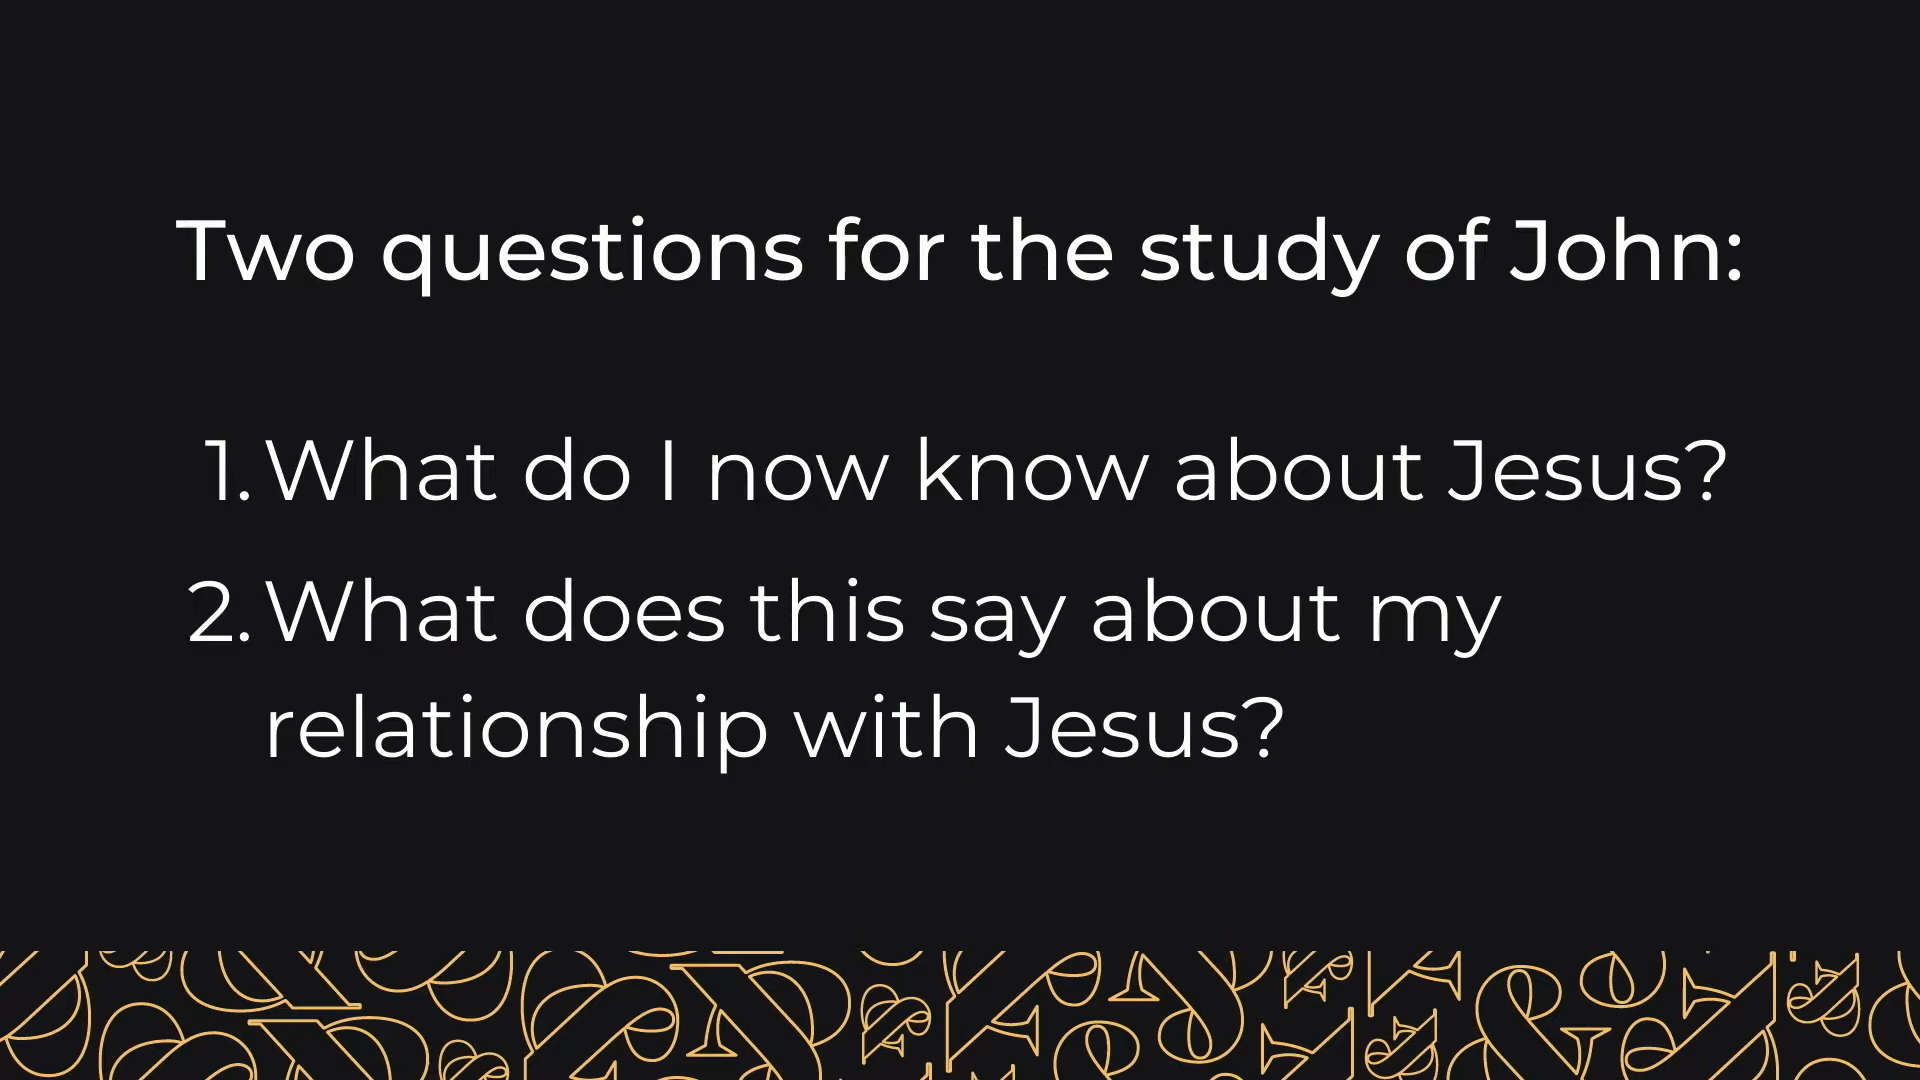 Two questions for the study of John:
1. What do I now know about Jesus?
2. What does this say about my
relationship with Jesus?